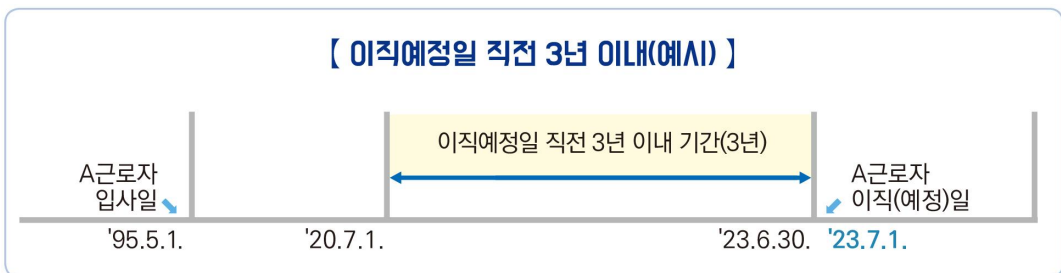 【 이직예정일 직전 3년 이내(예시) 】
이직예정일 직전 3년 이내 기간(3년)
A근로자
입사일
A근로자
이직(예정)일
'95.5.1.
'20.7.1.
'23.6.30.
'23.7.1.